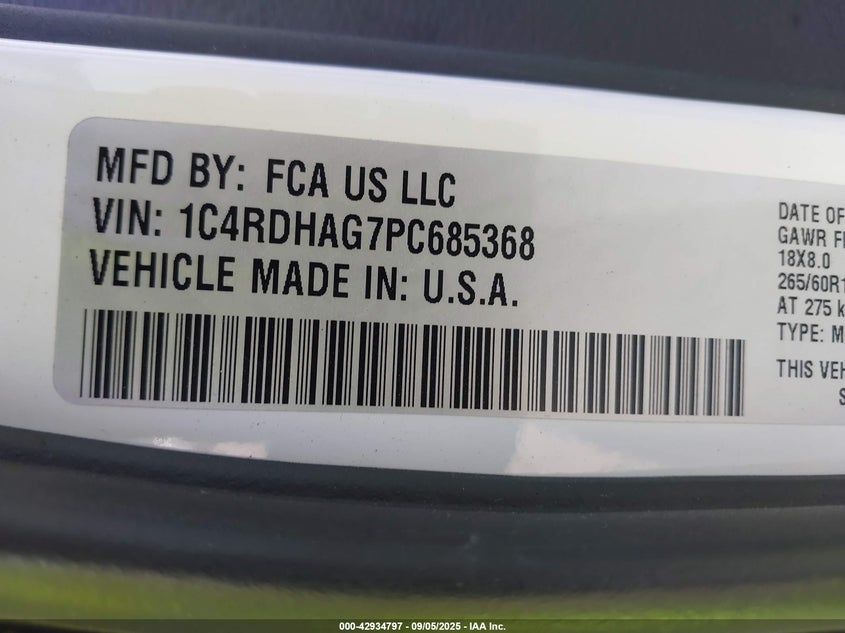 MFD BY: FCA US LLC
VIN: 1C4RDHAG7PC685368
VEHICLE MADE IN: U.S.A.
DATE OF
GAWR
18X8.0
265/60R1
AT 275
TYPE: M
THIS VEH
S
000-42934797 - 09/05/2025 - IAA Inc.